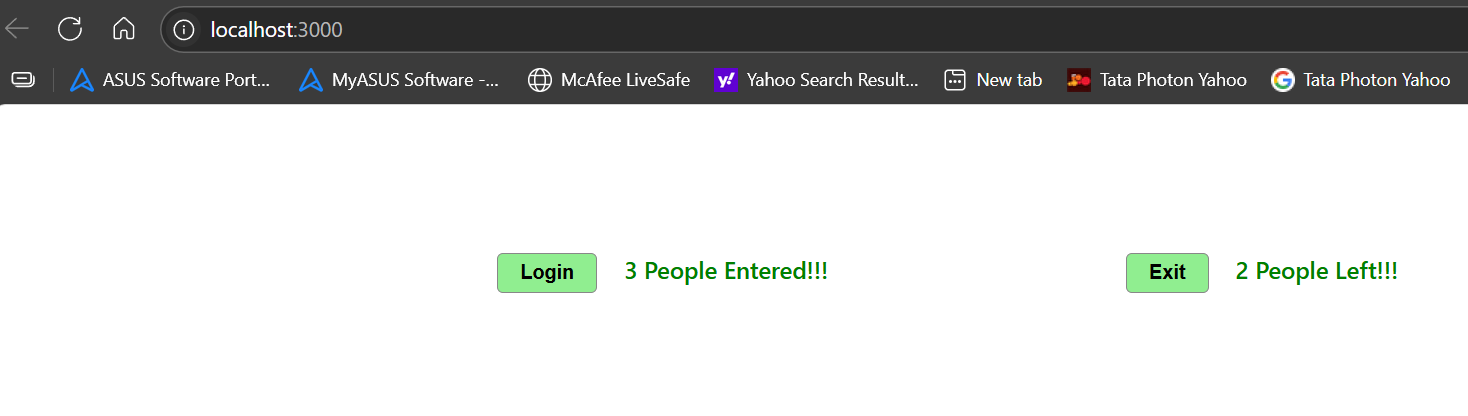 localhost:3000
ASUS Software Port... MyASUS Software -... McAfee LiveSafe Yahoo Search Result... New tab Tata Photon Yahoo Tata Photon Yahoo
Login 3 People Entered!!! Exit 2 People Left!!!